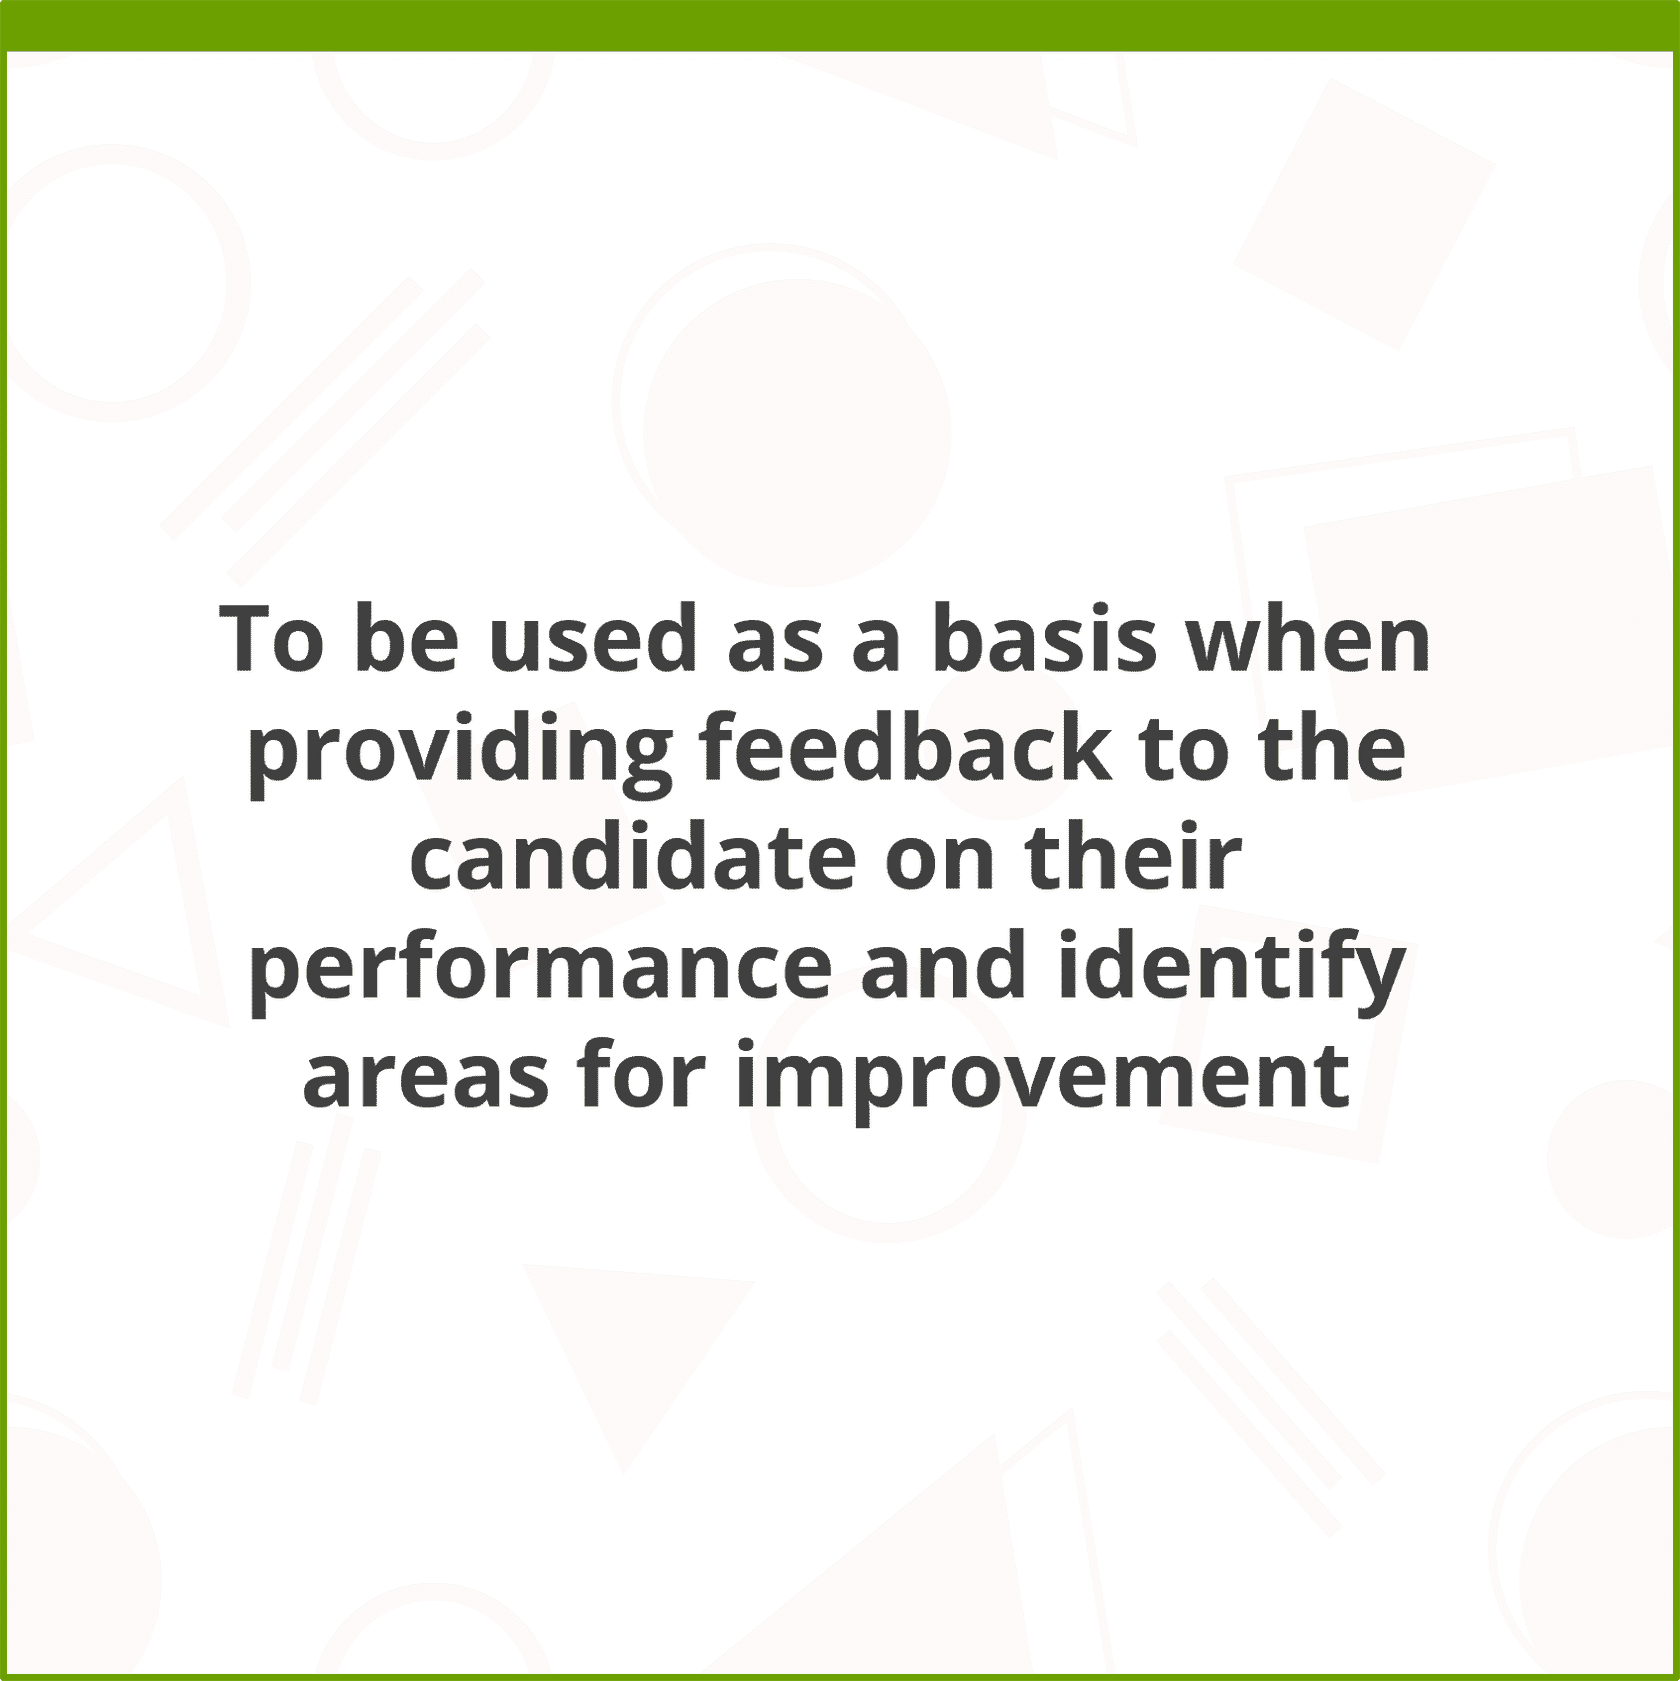 To be used as a basis when
providing feedback to the
candidate on their
performance and identify
areas for improvement